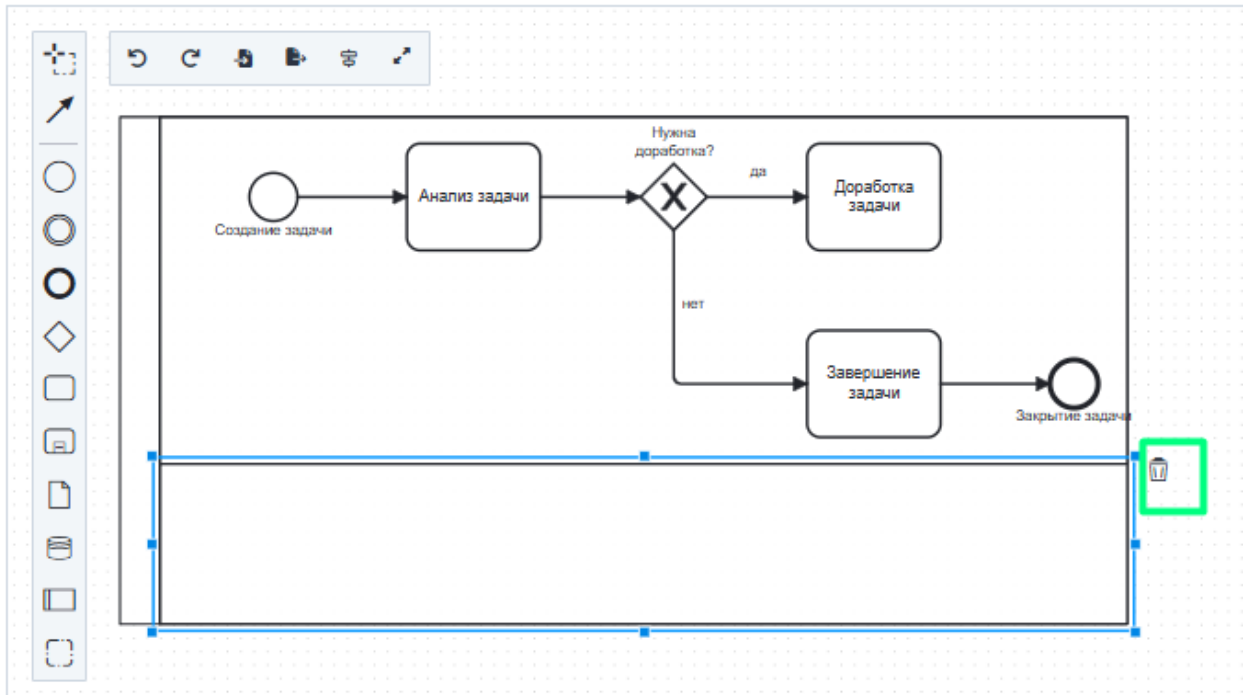 Нужна
доработка?
да
Анализ задачи
Доработка
задачи
Создание задачи
нет
Завершение
задачи
Закрытие задачи